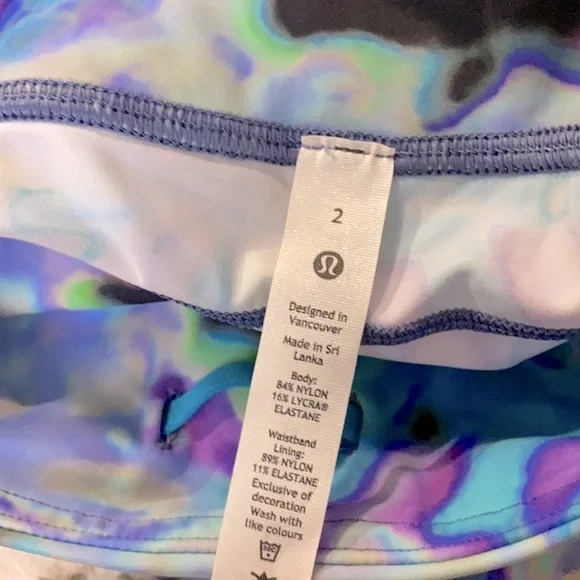 2
Designed in
Vancouver
Made in Sri
Lanka
Body:
84% NYLON
16% LYCRA®
ELASTANE
Waistband
Lining:
89% NYLON
11% ELASTANE
Exclusive of
decoration
Wash with
like colours